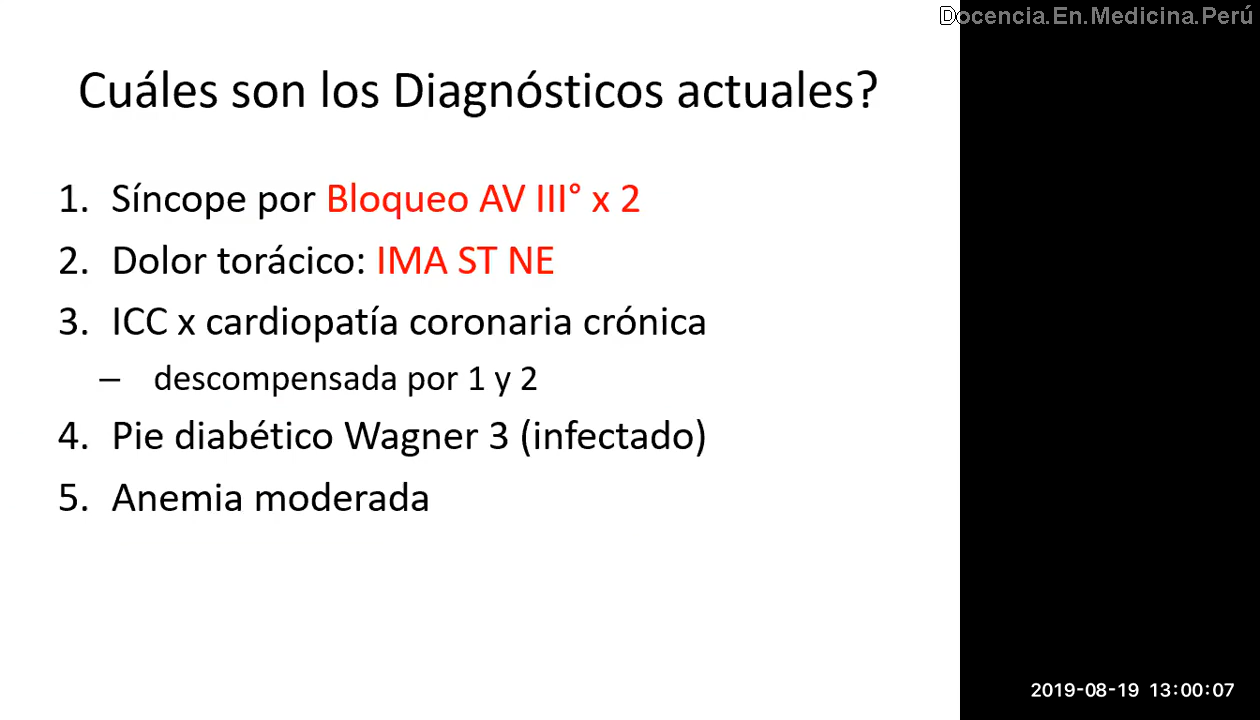 Docencia.En.Medicina.Perú
Cuáles son los Diagnósticos actuales?
1. Síncope por Bloqueo AV III° x 2
2. Dolor torácico: IMA ST NE
3. ICC x cardiopatía coronaria crónica
– descompensada por 1 y 2
4. Pie diabético Wagner 3 (infectado)
5. Anemia moderada
2019-08-19 13:00:07